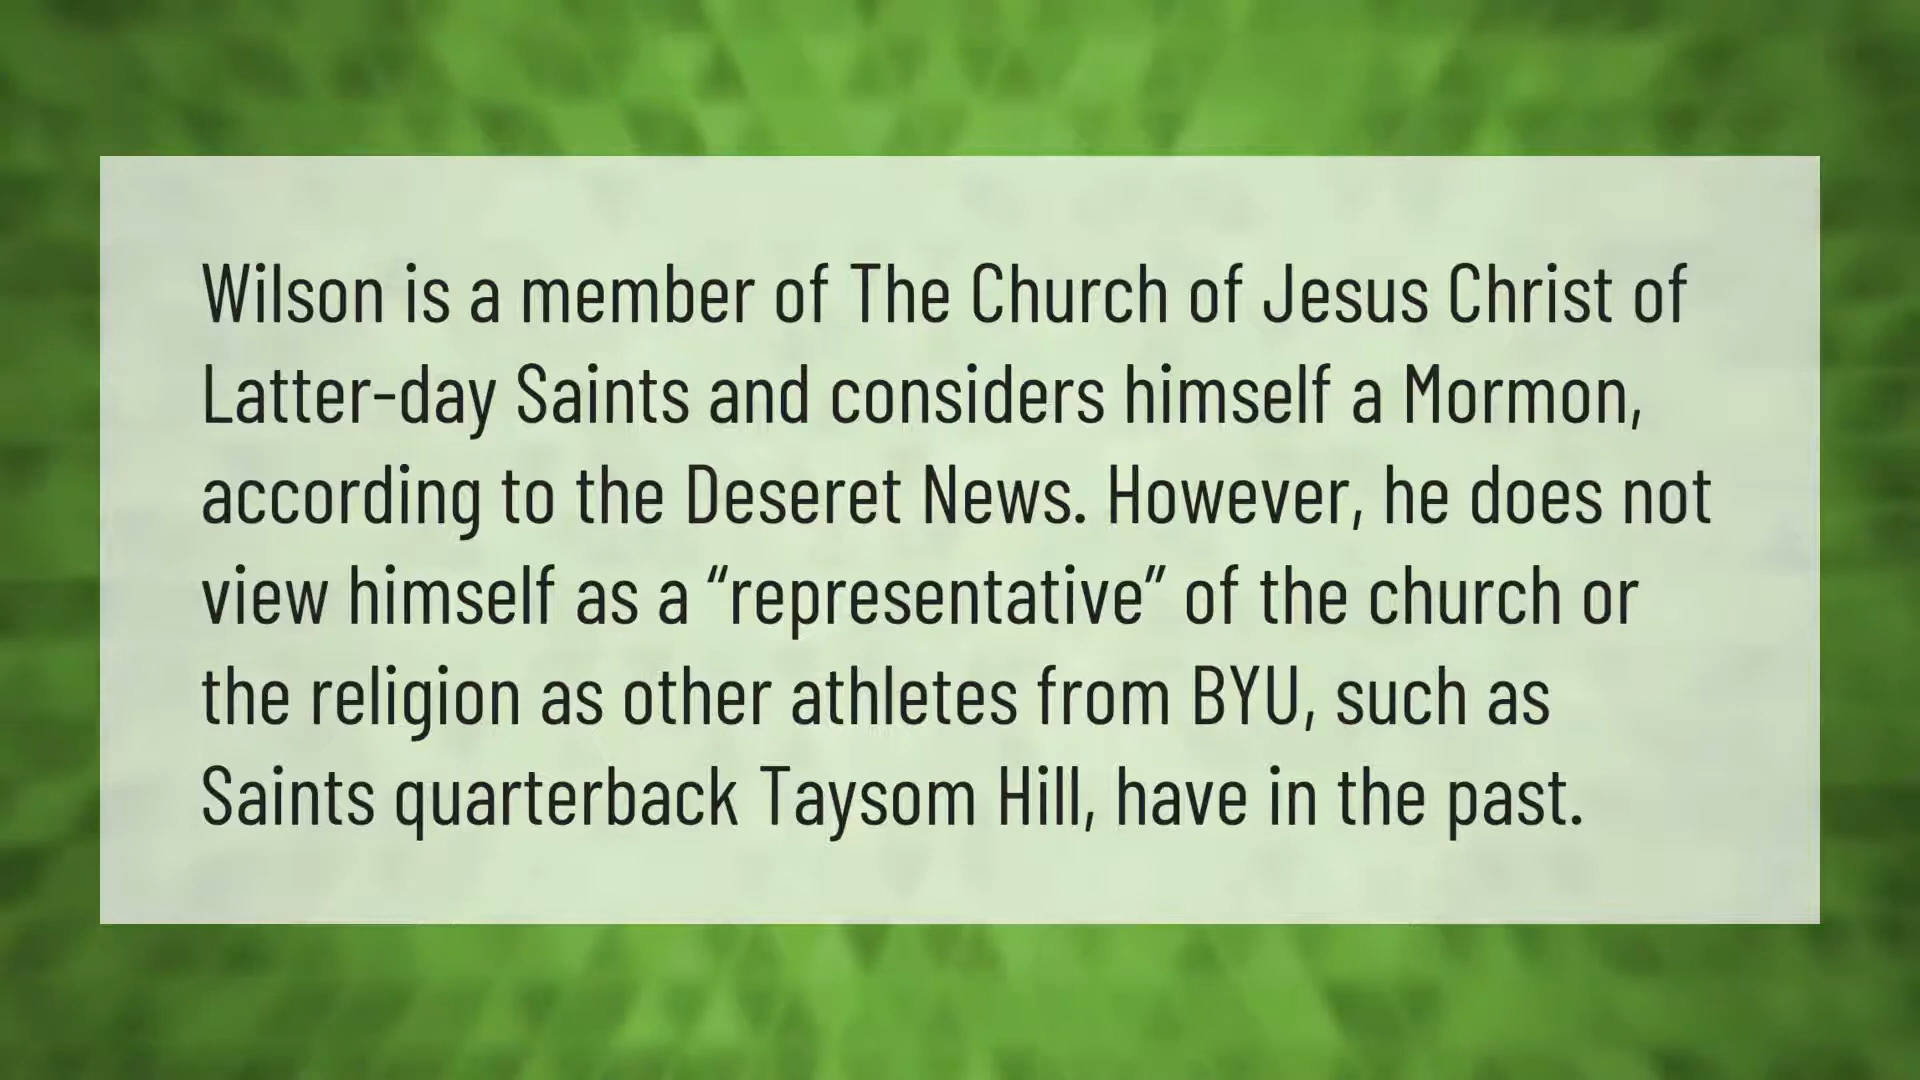 Wilson is a member of The Church of Jesus Christ of
Latter-day Saints and considers himself a Mormon,
according to the Deseret News. However, he does not
view himself as a “representative” of the church or
the religion as other athletes from BYU, such as
Saints quarterback Taysom Hill, have in the past.